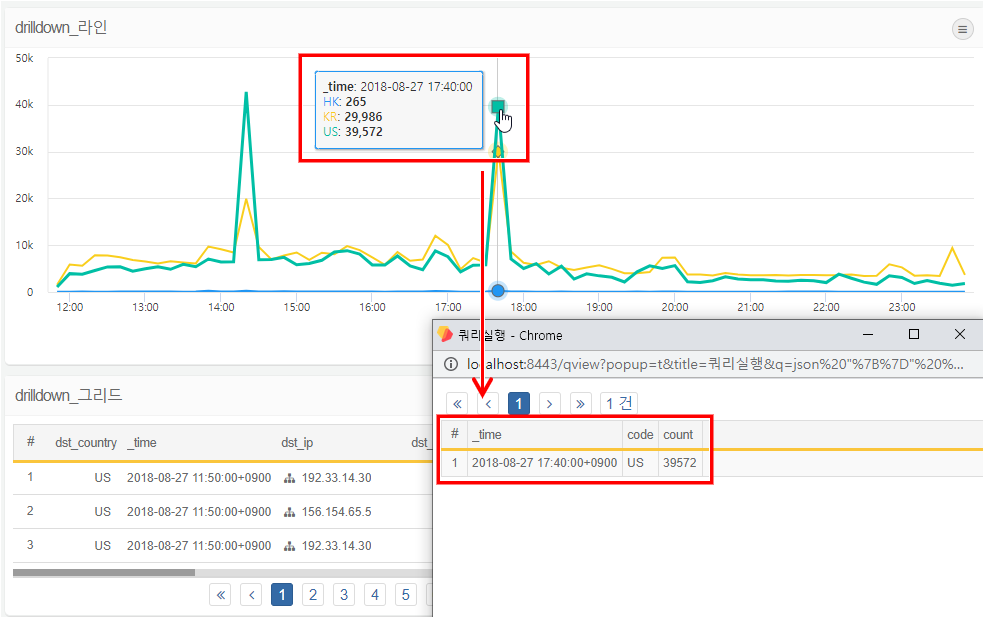 drilldown_라인
50k
40k
30k
20k
10k
0
_time: 2018-08-27 17:40:00
HK: 265
KR: 29,986
US: 39,572
12:00 13:00 14:00 15:00 16:00 17:00 18:00 19:00 20:00 21:00 22:00 23:00
drilldown_그리드
# dst_country _time dst_ip dst_
1 US 2018-08-27 11:50:00+0900 192.33.14.30
2 US 2018-08-27 11:50:00+0900 156.154.65.5
3 US 2018-08-27 11:50:00+0900 192.33.14.30
« ‹ 1 2 3 4 5
쿼리실행 - Chrome
localhost:8443/qview?popup=t&title=쿼리실행&q=json%20"%7B%7D"%20%...
« ‹ 1 › » 1 건
# _time code count
1 2018-08-27 17:40:00+0900 US 39572